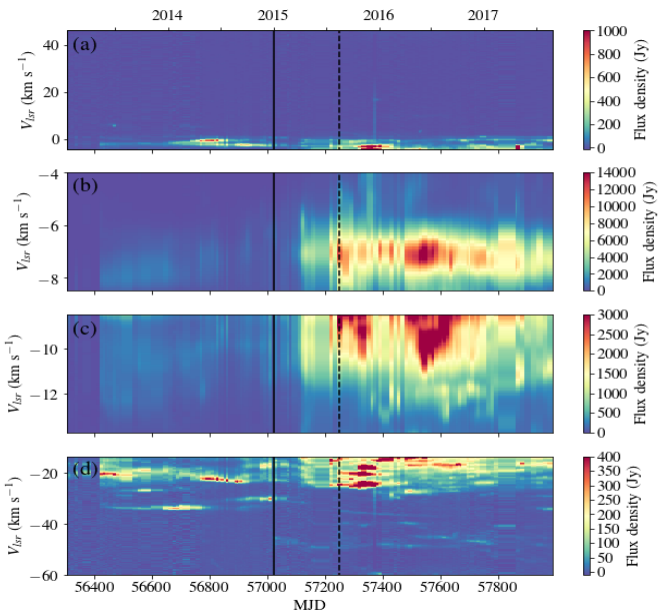 2014 2015 2016 2017
(a)
40
20
0
V_lsr (km s⁻¹)
1000
800
600
400
200
0
Flux density (Jy)
(b)
−4
−6
−8
V_lsr (km s⁻¹)
14000
12000
10000
8000
6000
4000
2000
0
Flux density (Jy)
(c)
−10
−12
V_lsr (km s⁻¹)
3000
2500
2000
1500
1000
500
0
Flux density (Jy)
(d)
−20
−40
−60
V_lsr (km s⁻¹)
400
350
300
250
200
150
100
50
0
Flux density (Jy)
56400 56600 56800 57000 57200 57400 57600 57800
MJD